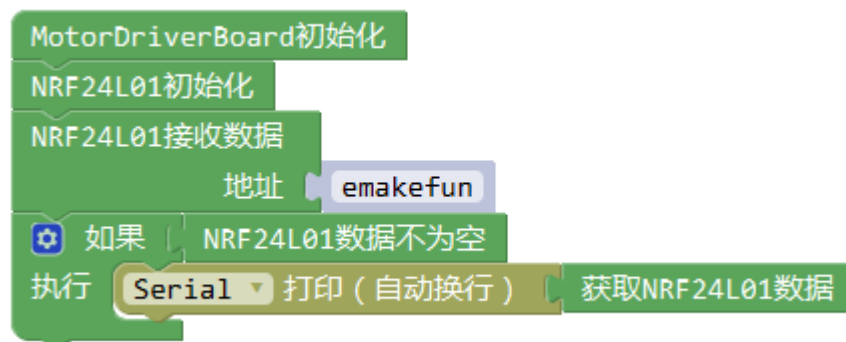 MotorDriverBoard初始化
NRF24L01初始化
NRF24L01接收数据
地址 emakefun
如果 NRF24L01数据不为空
执行 Serial 打印（自动换行） 获取NRF24L01数据